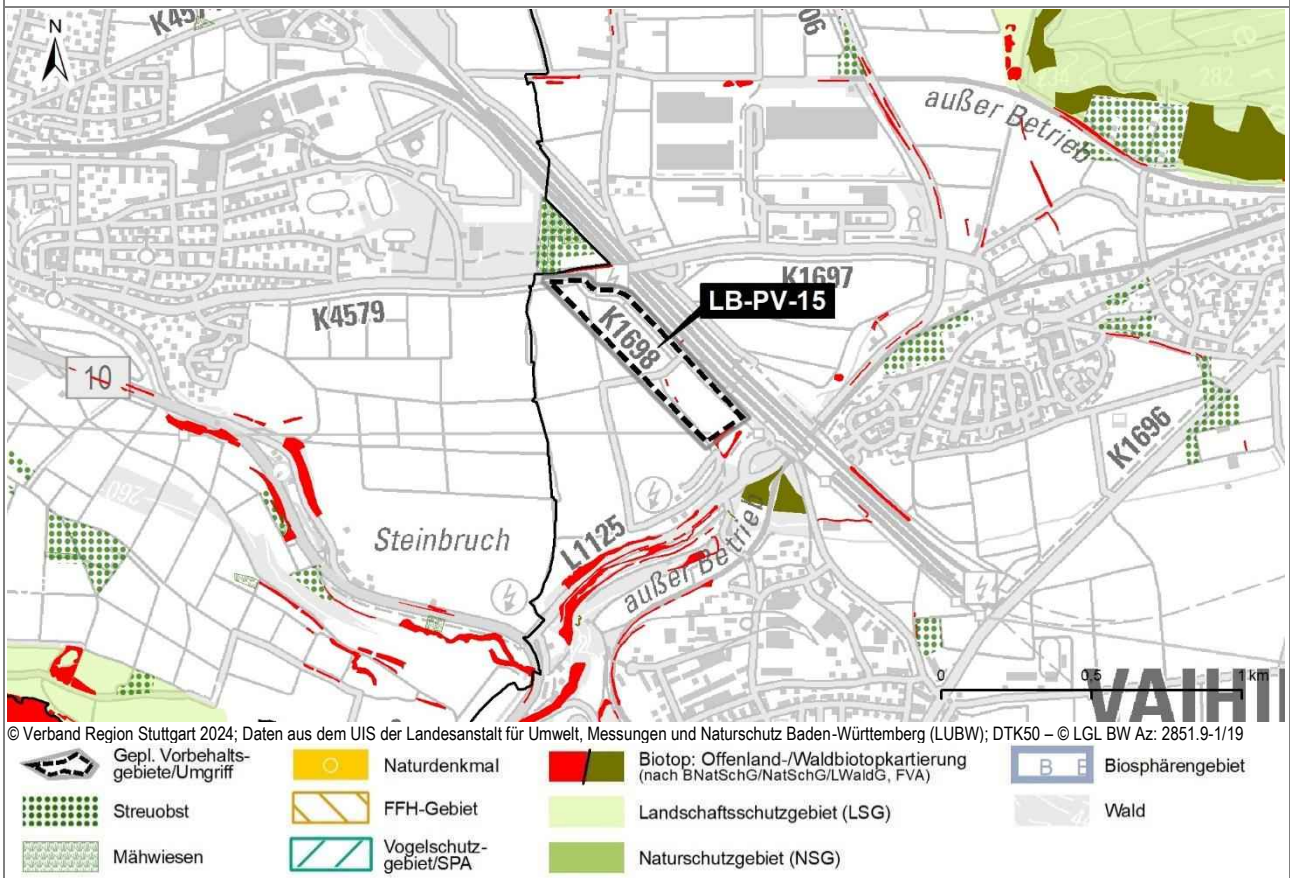 N
K457
06
282
außer Betrieb
LB-PV-15
K1697
K4579
K1698
10
K1696
260
Steinbruch
L1125
außer Betrieb
3
0 0,5 1 km
VAIHI
© Verband Region Stuttgart 2024; Daten aus dem UIS der Landesanstalt für Umwelt, Messungen und Naturschutz Baden-Württemberg (LUBW); DTK50 – © LGL BW Az: 2851.9-1/19
Gepl. Vorbehalts-
gebiete/Umgriff
Naturdenkmal
Biotop: Offenland-/Waldbiotopkartierung
(nach BNatSchG/NatSchG/LWaldG, FVA)
B B
Biosphärengebiet
Streuobst
FFH-Gebiet
Landschaftsschutzgebiet (LSG)
Wald
Mähwiesen
Vogelschutz-
gebiet/SPA
Naturschutzgebiet (NSG)